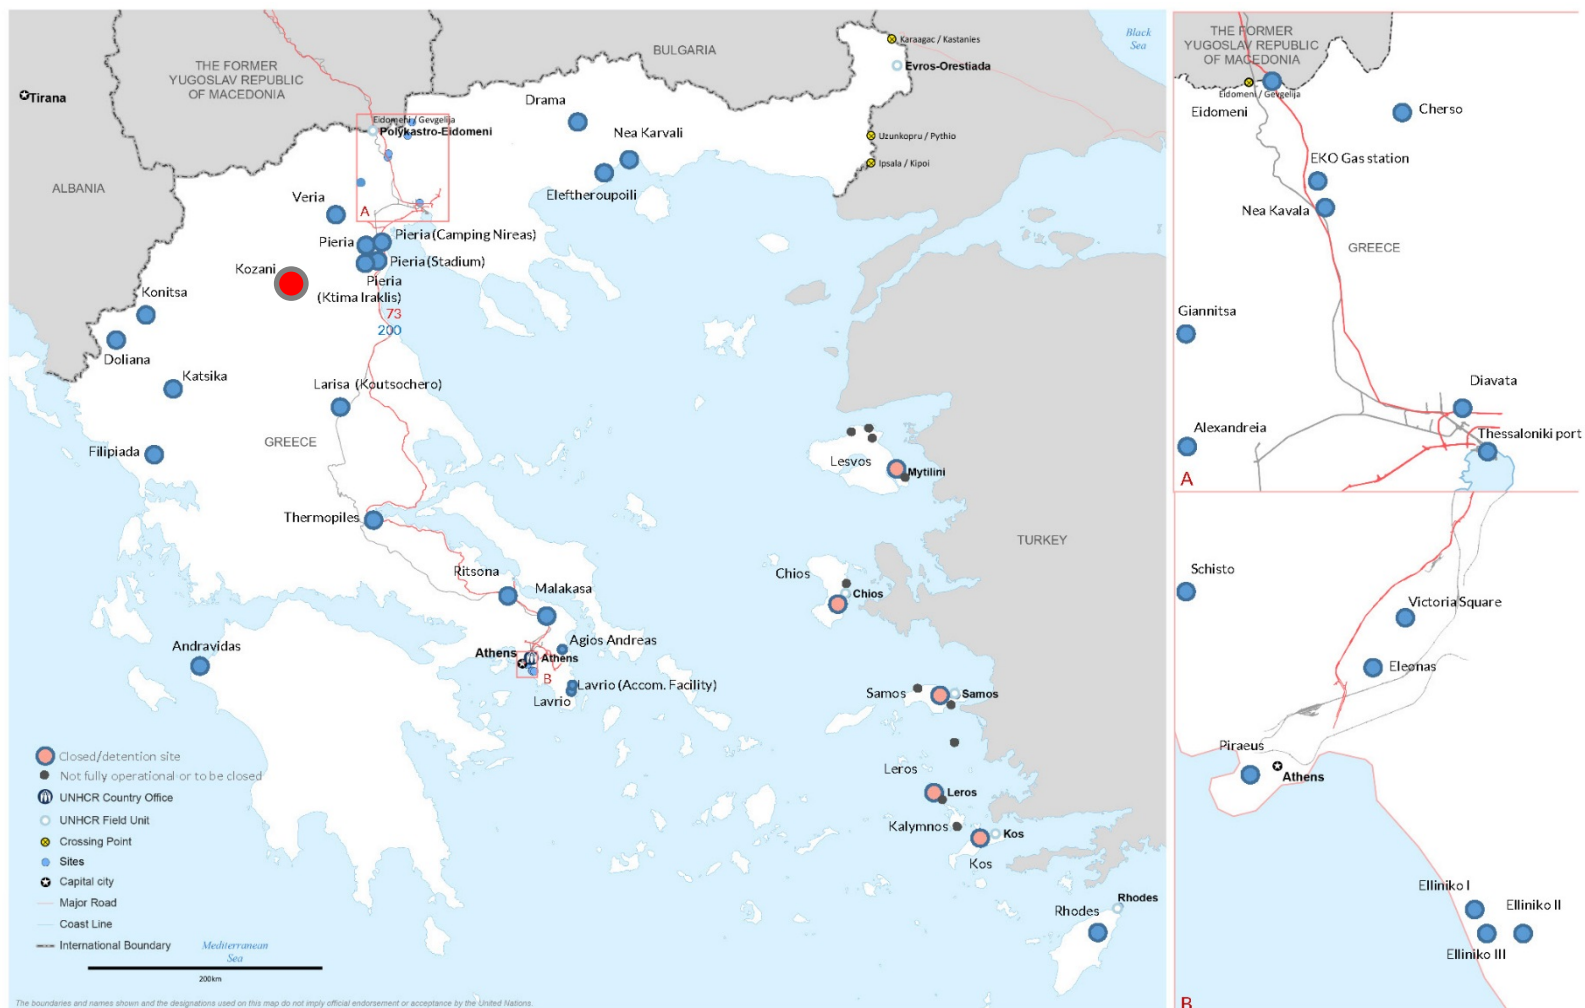 THE FORMER
YUGOSLAV REPUBLIC
OF MACEDONIA
BULGARIA
Black
Sea
Karaagac / Kastanies
Evros-Orestiada
Tirana
Drama
Eidomeni / Gevgelija
Polykastro-Eidomeni
Nea Karvali
Uzunkopru / Pythio
Ipsala / Kipoi
ALBANIA
Eleftheroupoili
Veria
A
Pieria
Pieria (Camping Nireas)
Pieria (Stadium)
Kozani
Pieria
(Ktima Iraklis)
73
200
Konitsa
Doliana
Katsika
Larisa (Koutsochero)
GREECE
Filipiada
Lesvos
Mytilini
Thermopiles
TURKEY
Ritsona
Malakasa
Chios
Chios
Andravidas
Agios Andreas
Athens
Athens
B
Lavrio (Accom. Facility)
Lavrio
Samos
Samos
Leros
Leros
Kalymnos
Kos
Kos
Rhodes
Rhodes
Closed/detention site
Not fully operational or to be closed
UNHCR Country Office
UNHCR Field Unit
Crossing Point
Sites
Capital city
Major Road
Coast Line
International Boundary
Mediterranean
Sea
200km
The boundaries and names shown and the designations used on this map do not imply official endorsement or acceptance by the United Nations.
THE FORMER
YUGOSLAV REPUBLIC
OF MACEDONIA
Eidomeni / Gevgelija
Eidomeni
Cherso
EKO Gas station
Nea Kavala
GREECE
Giannitsa
Diavata
Alexandreia
Thessaloniki port
A
Schisto
Victoria Square
Eleonas
Piraeus
Athens
Elliniko I
Elliniko II
Elliniko III
B